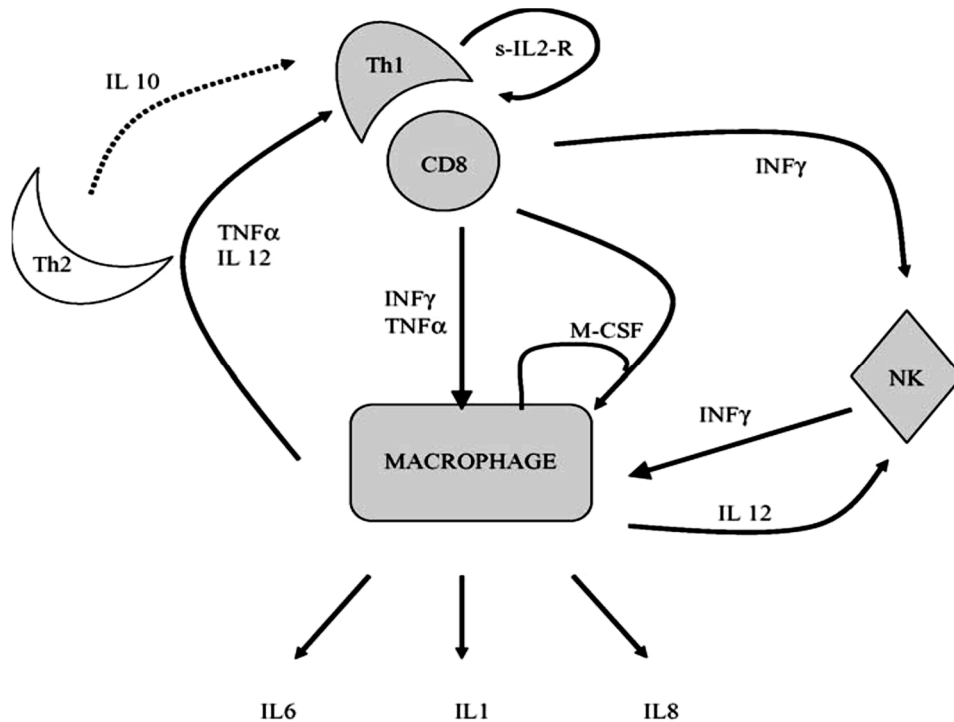 s-IL2-R
Th1
IL 10
CD8
INFγ
Th2
TNFα
IL 12
INFγ
TNFα
M-CSF
NK
INFγ
MACROPHAGE
IL 12
IL6
IL1
IL8